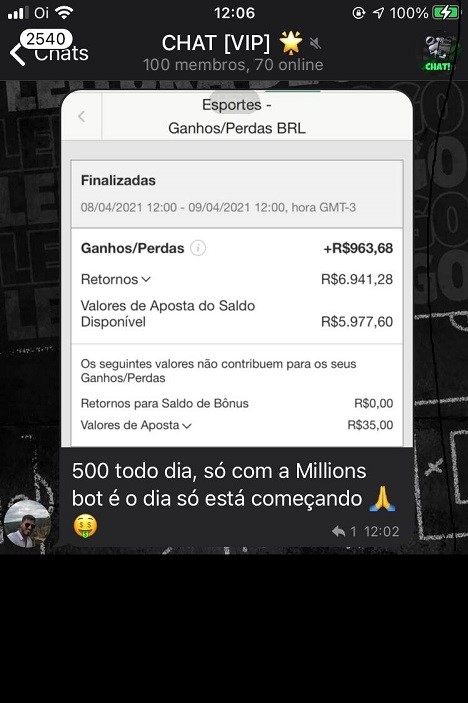 Oi 12:06 100%
2540
Chats
CHAT [VIP] 🌟
100 membros, 70 online
CHAT!
Esportes -
Ganhos/Perdas BRL
Finalizadas
08/04/2021 12:00 - 09/04/2021 12:00, hora GMT-3
Ganhos/Perdas +R$963,68
Retornos R$6.941,28
Valores de Aposta do Saldo
Disponível R$5.977,60
Os seguintes valores não contribuem para os seus
Ganhos/Perdas
Retornos para Saldo de Bônus R$0,00
Valores de Aposta R$35,00
500 todo dia, só com a Millions
bot é o dia só está começando 🙏
🤑
1 12:02